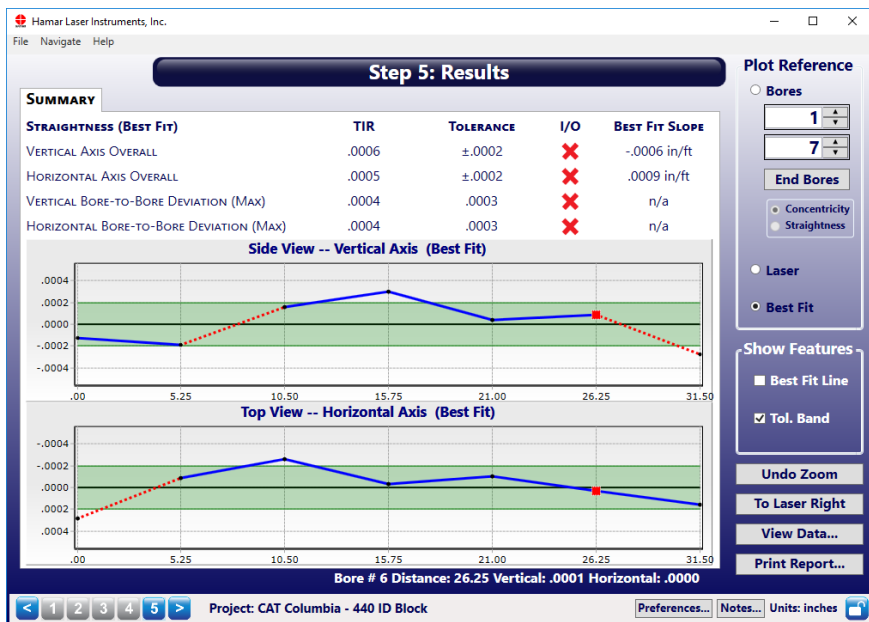 Hamar Laser Instruments, Inc.
File Navigate Help
Step 5: Results
Summary
Straightness (Best Fit) TIR Tolerance I/O Best Fit Slope
Vertical Axis Overall .0006 ±.0002 -.0006 in/ft
Horizontal Axis Overall .0005 ±.0002 .0009 in/ft
Vertical Bore-to-Bore Deviation (Max) .0004 .0003 n/a
Horizontal Bore-to-Bore Deviation (Max) .0004 .0003 n/a
Side View -- Vertical Axis (Best Fit)
.0004
.0002
.0000
-.0002
-.0004
.00 5.25 10.50 15.75 21.00 26.25 31.50
Top View -- Horizontal Axis (Best Fit)
-.0004
-.0002
.0000
.0002
.0004
.00 5.25 10.50 15.75 21.00 26.25 31.50
Bore # 6 Distance: 26.25 Vertical: .0001 Horizontal: .0000
Plot Reference
Bores
1
7
End Bores
Concentricity
Straightness
Laser
Best Fit
Show Features
Best Fit Line
Tol. Band
Undo Zoom
To Laser Right
View Data...
Print Report...
< 1 2 3 4 5 > Project: CAT Columbia - 440 ID Block Preferences... Notes... Units: inches